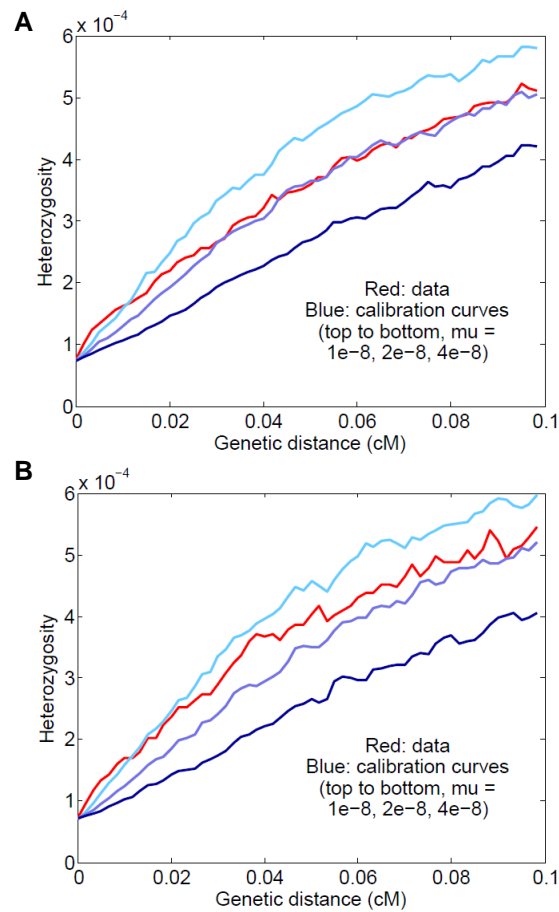 A
6 x 10^-4
5
4
3
2
1
0
Heterozygosity
Red: data
Blue: calibration curves
(top to bottom, mu =
1e-8, 2e-8, 4e-8)
0 0.02 0.04 0.06 0.08 0.1
Genetic distance (cM)
B
6 x 10^-4
5
4
3
2
1
0
Heterozygosity
Red: data
Blue: calibration curves
(top to bottom, mu =
1e-8, 2e-8, 4e-8)
0 0.02 0.04 0.06 0.08 0.1
Genetic distance (cM)